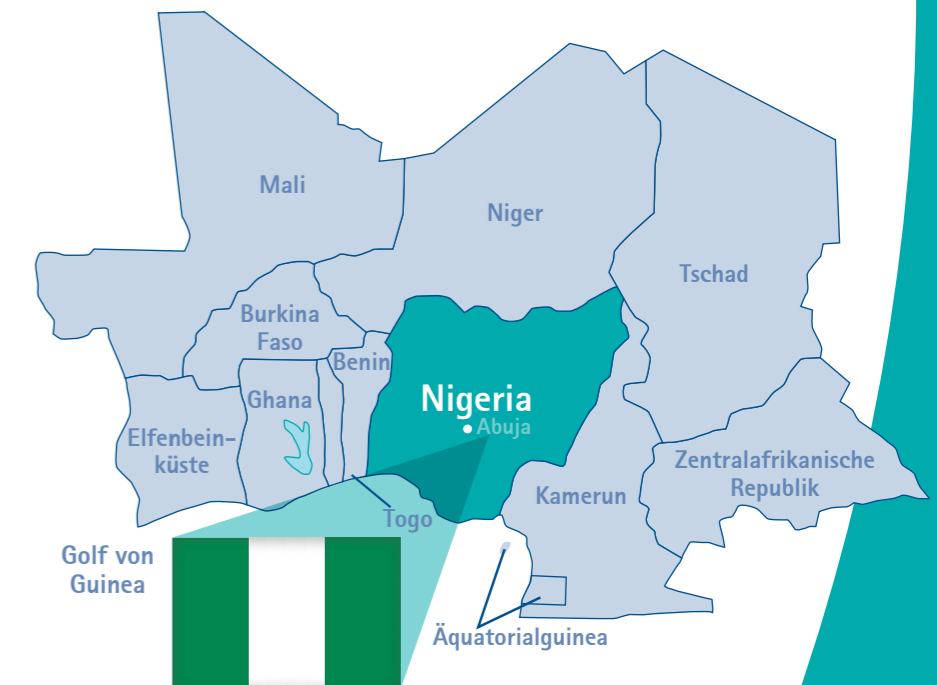 Mali
Niger
Tschad
Burkina
Faso
Benin
Ghana
Nigeria
Abuja
Elfenbein-
küste
Zentralafrikanische
Republik
Kamerun
Togo
Golf von
Guinea
Äquatorialguinea